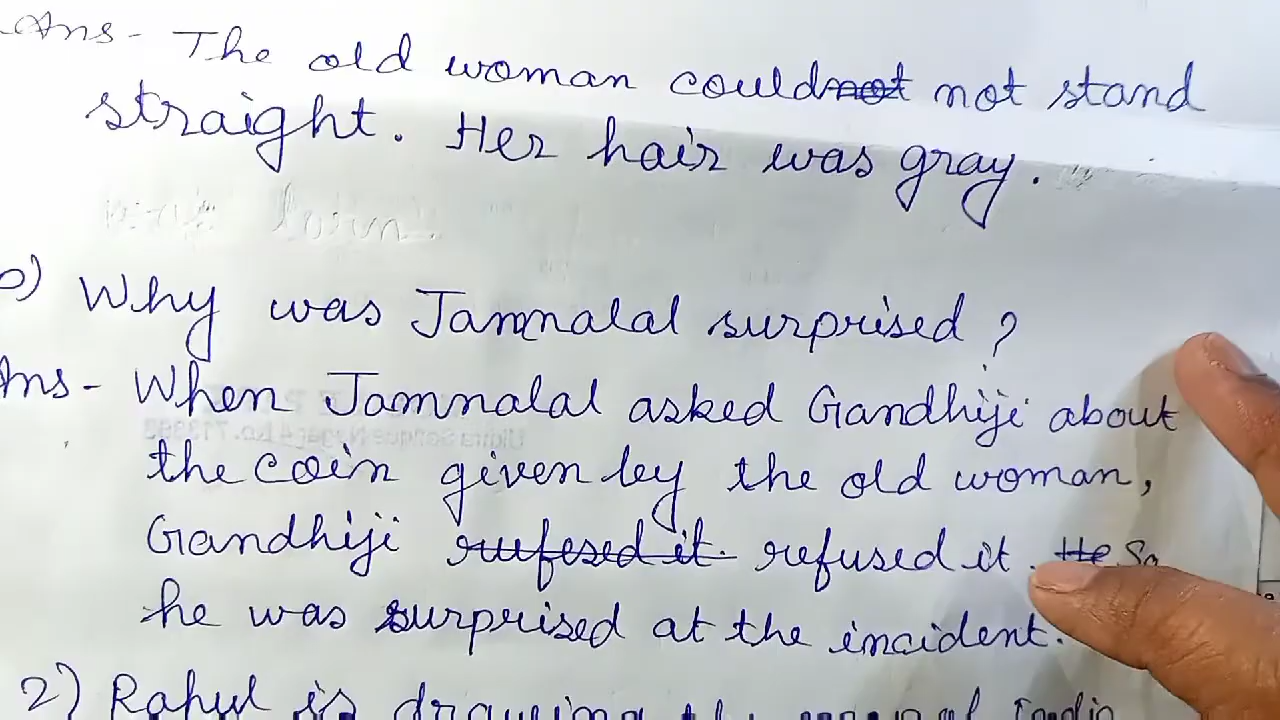 Ans- The old woman could not not stand
straight. Her hair was gray.
) Why was Jamnalal surprised?
Ans- When Jamnalal asked Gandhiji about
the coin given by the old woman,
Gandhiji rufesed it. refused it. He So
he was surprised at the incident.
2) Rahul is drawing